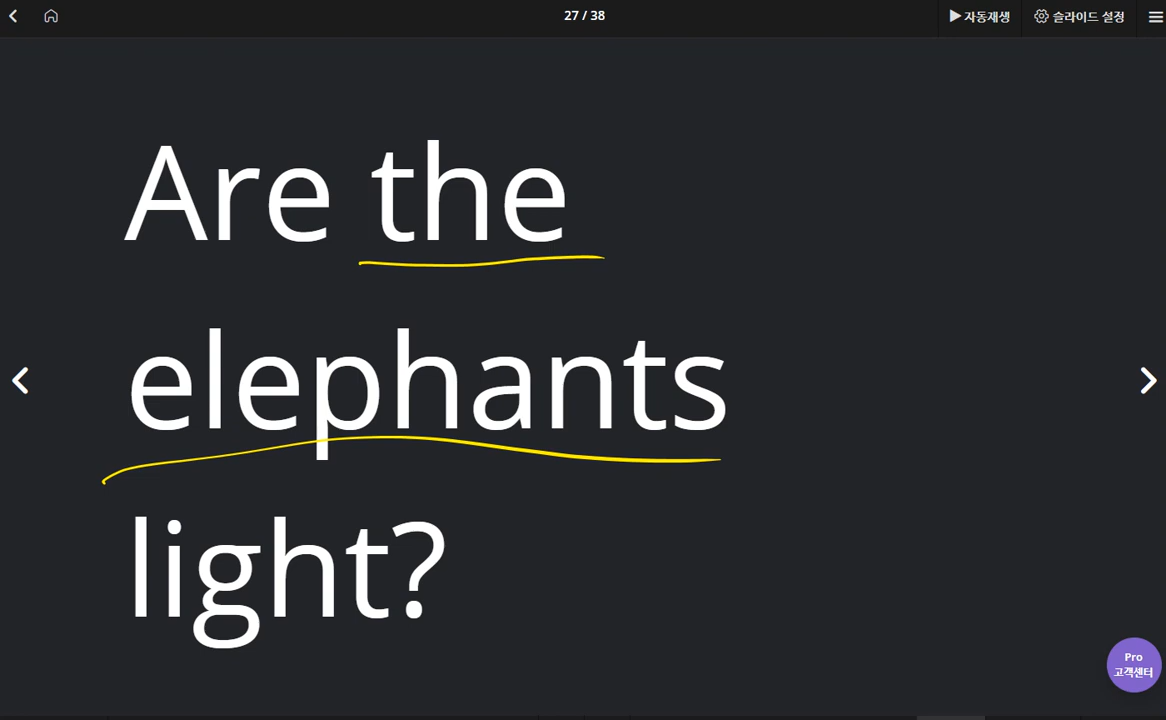 27 / 38
▶ 자동재생
슬라이드 설정
Are the
elephants
light?
Pro
고객센터